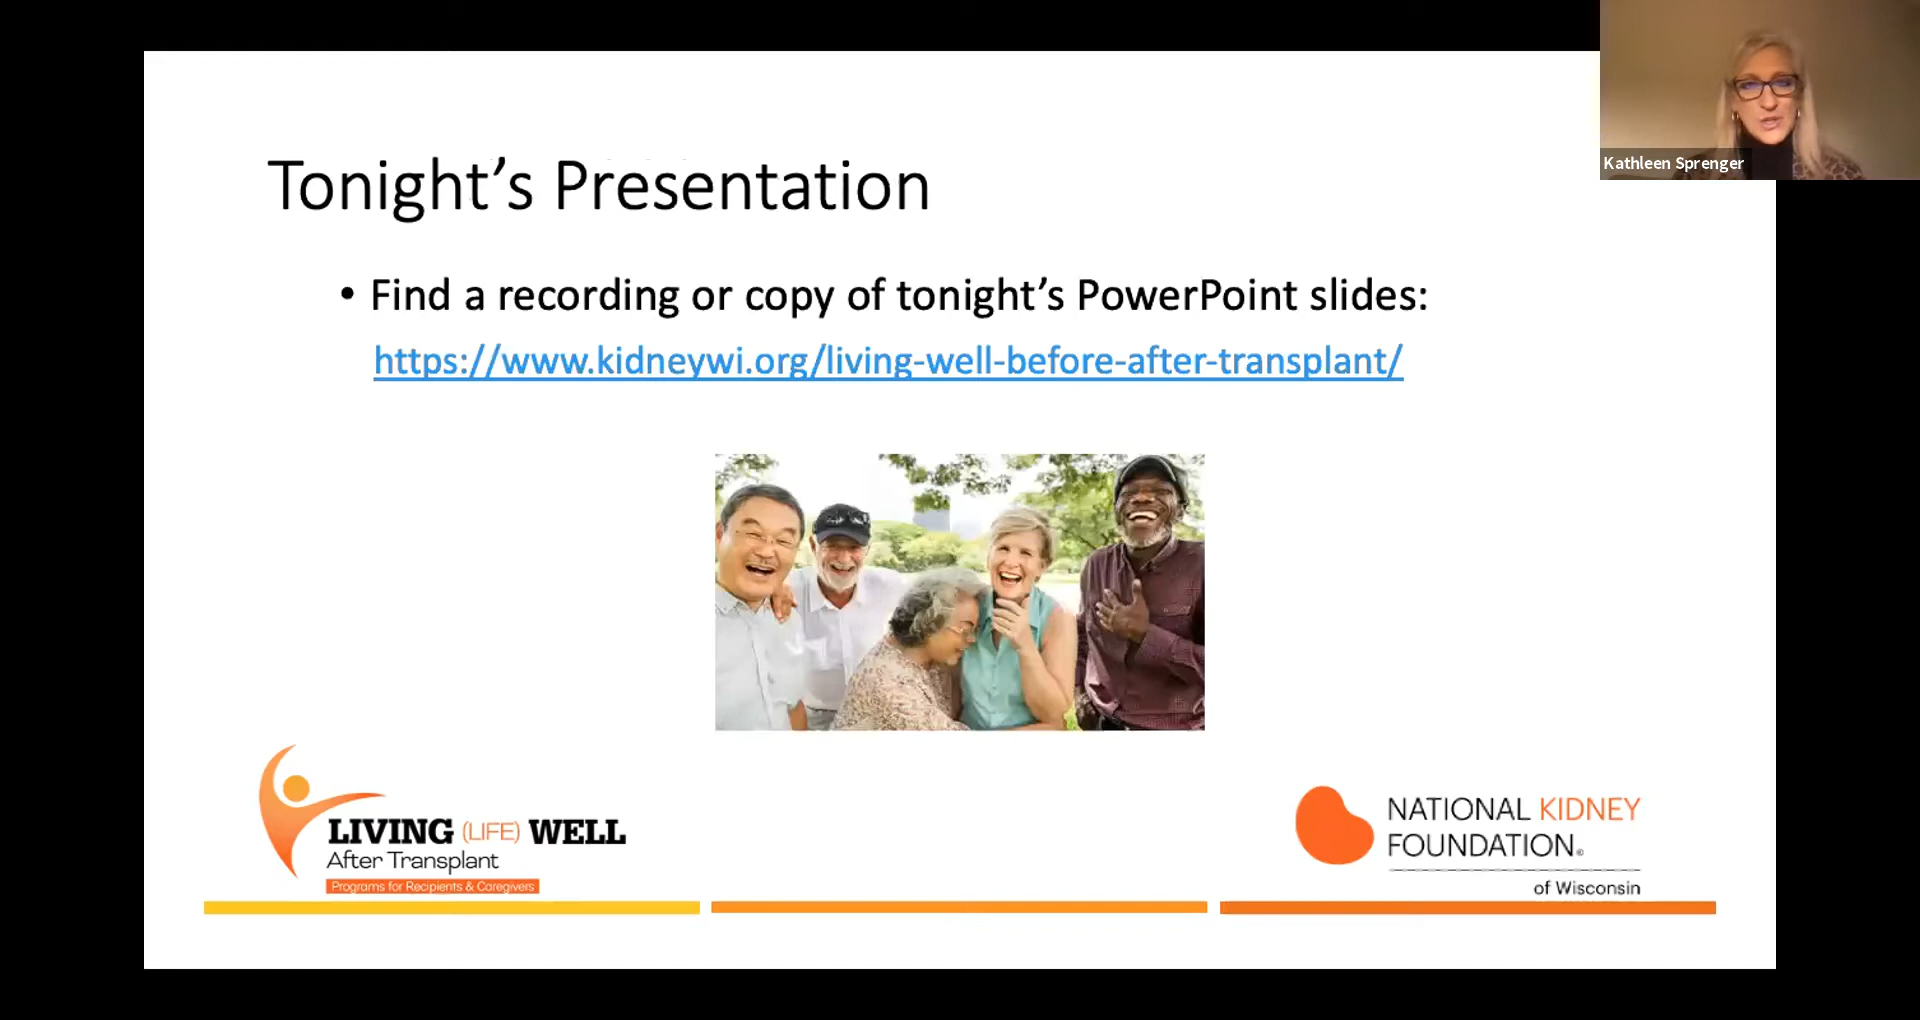 Kathleen Sprenger
Tonight's Presentation
• Find a recording or copy of tonight's PowerPoint slides:
https://www.kidneywi.org/living-well-before-after-transplant/
LIVING (LIFE) WELL
After Transplant
Programs for Recipients & Caregivers
NATIONAL KIDNEY
FOUNDATION®
of Wisconsin